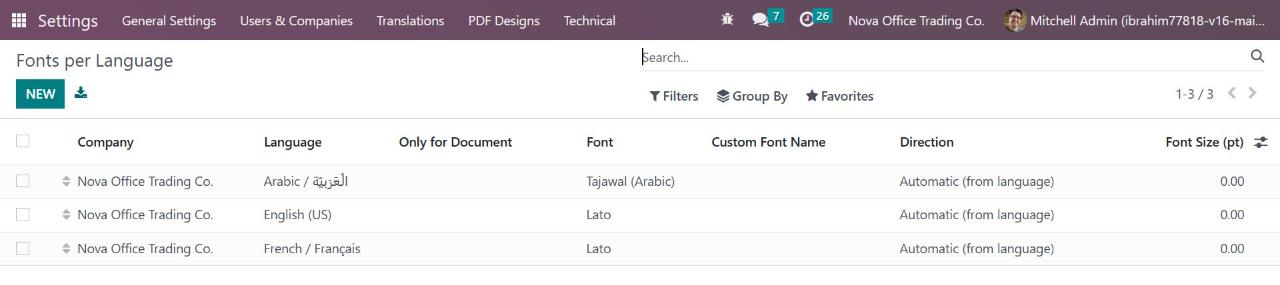 Settings General Settings Users & Companies Translations PDF Designs Technical 7 26 Nova Office Trading Co. Mitchell Admin (ibrahim77818-v16-mai...
Fonts per Language Search...
NEW Filters Group By Favorites 1-3 / 3
Company Language Only for Document Font Custom Font Name Direction Font Size (pt)
Nova Office Trading Co. Arabic / الْعَرَبيّة Tajawal (Arabic) Automatic (from language) 0.00
Nova Office Trading Co. English (US) Lato Automatic (from language) 0.00
Nova Office Trading Co. French / Français Lato Automatic (from language) 0.00